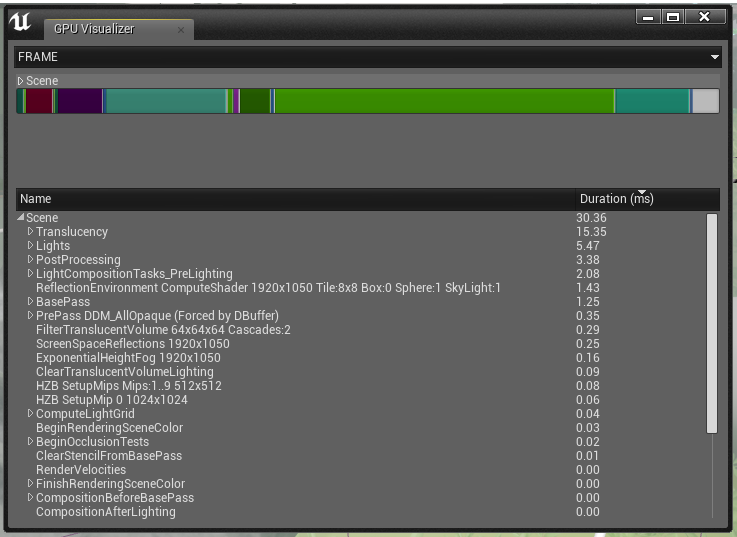 GPU Visualizer
FRAME
Scene
Name Duration (ms)
Scene 30.36
Translucency 15.35
Lights 5.47
PostProcessing 3.38
LightCompositionTasks_PreLighting 2.08
ReflectionEnvironment ComputeShader 1920x1050 Tile:8x8 Box:0 Sphere:1 SkyLight:1 1.43
BasePass 1.25
PrePass DDM_AllOpaque (Forced by DBuffer) 0.35
FilterTranslucentVolume 64x64x64 Cascades:2 0.29
ScreenSpaceReflections 1920x1050 0.25
ExponentialHeightFog 1920x1050 0.16
ClearTranslucentVolumeLighting 0.09
HZB SetupMips Mips:1..9 512x512 0.08
HZB SetupMip 0 1024x1024 0.06
ComputeLightGrid 0.04
BeginRenderingSceneColor 0.03
BeginOcclusionTests 0.02
ClearStencilFromBasePass 0.01
RenderVelocities 0.00
FinishRenderingSceneColor 0.00
CompositionBeforeBasePass 0.00
CompositionAfterLighting 0.00